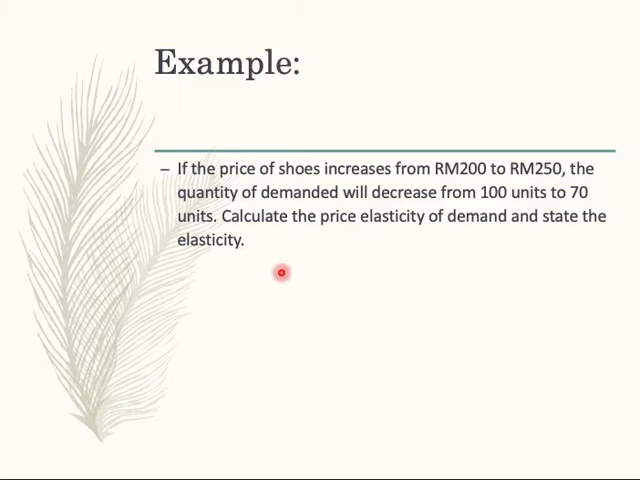 Example:
– If the price of shoes increases from RM200 to RM250, the
quantity of demanded will decrease from 100 units to 70
units. Calculate the price elasticity of demand and state the
elasticity.